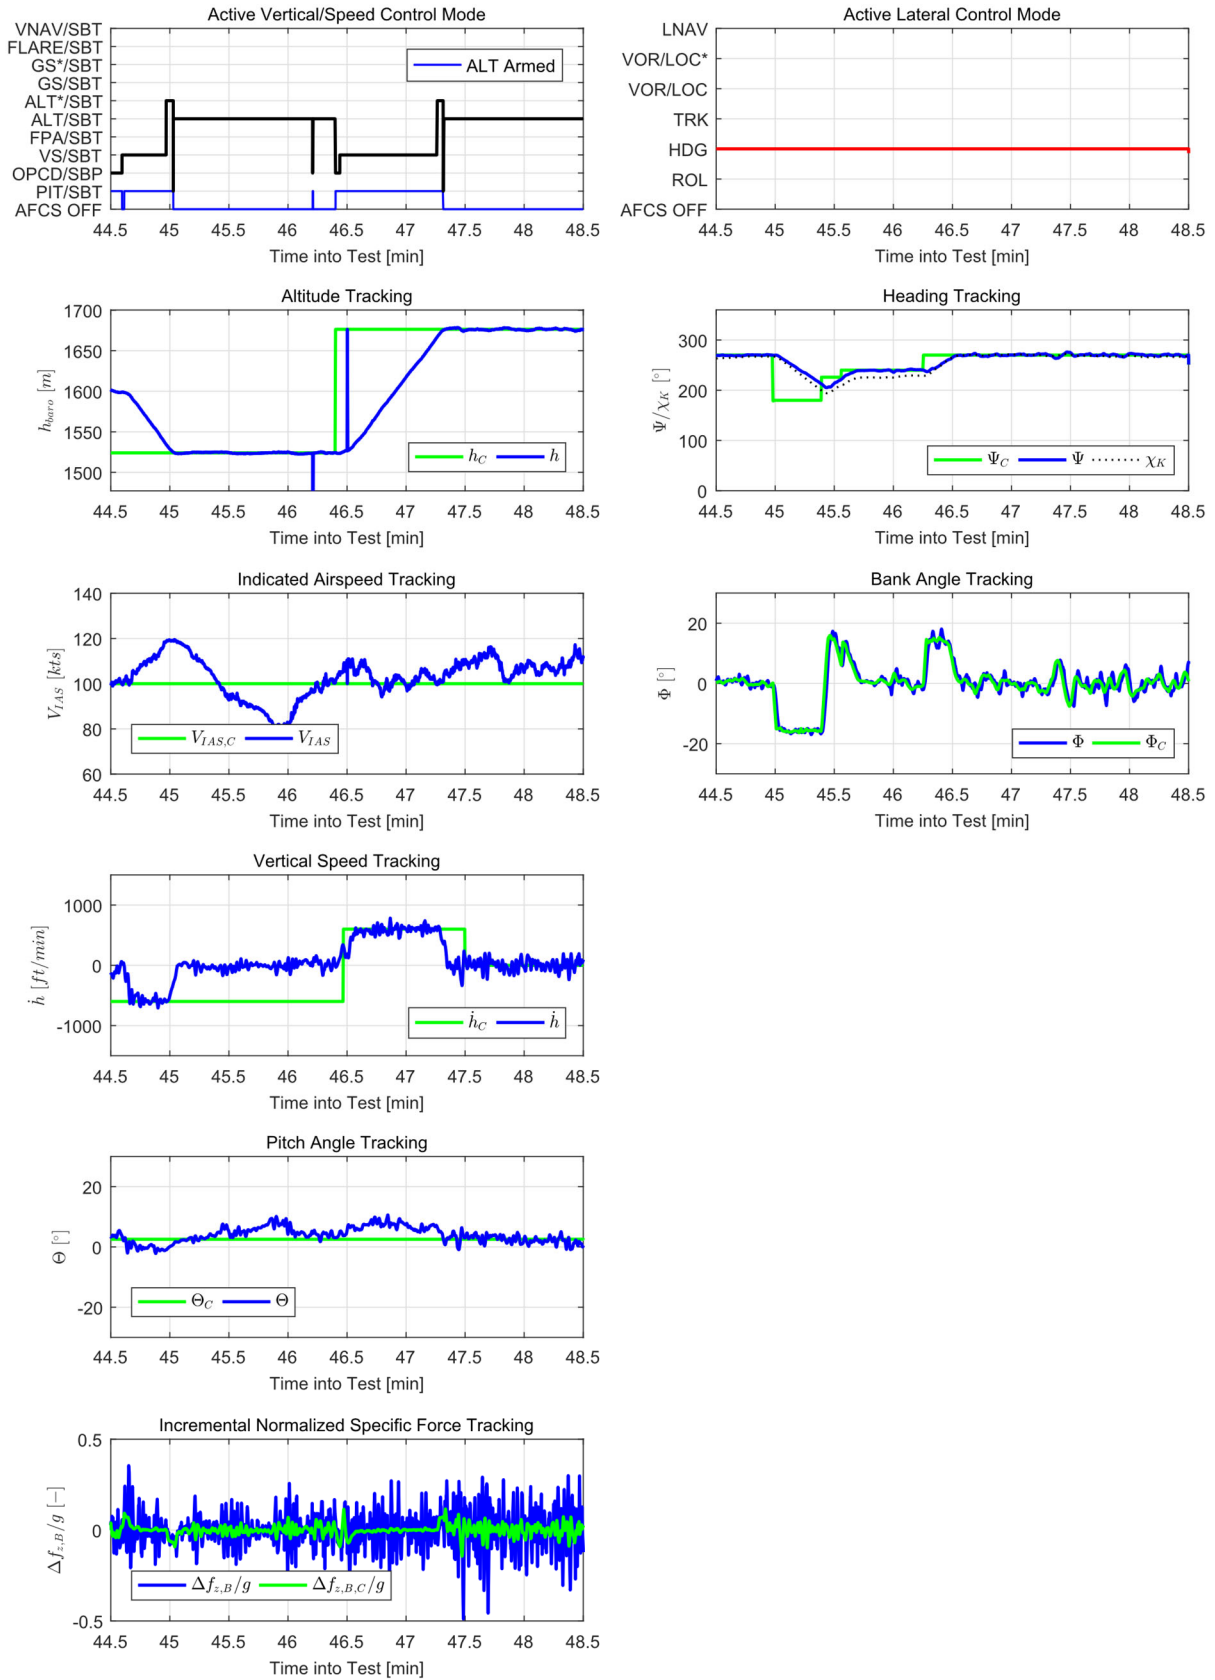 Active Vertical/Speed Control Mode
VNAV/SBT
FLARE/SBT
GS*/SBT
GS/SBT
ALT*/SBT
ALT/SBT
FPA/SBT
VS/SBT
OPCD/SBP
PIT/SBT
AFCS OFF
ALT Armed
44.5 45 45.5 46 46.5 47 47.5 48 48.5
Time into Test [min]
Active Lateral Control Mode
LNAV
VOR/LOC*
VOR/LOC
TRK
HDG
ROL
AFCS OFF
44.5 45 45.5 46 46.5 47 47.5 48 48.5
Time into Test [min]
Altitude Tracking
1700
1650
1600
1550
1500
h_baro [m]
h_C h
44.5 45 45.5 46 46.5 47 47.5 48 48.5
Time into Test [min]
Heading Tracking
300
200
100
0
Ψ/χ_K [°]
Ψ_C Ψ χ_K
44.5 45 45.5 46 46.5 47 47.5 48 48.5
Time into Test [min]
Indicated Airspeed Tracking
140
120
100
80
60
V_IAS [kts]
V_IAS,C V_IAS
44.5 45 45.5 46 46.5 47 47.5 48 48.5
Time into Test [min]
Bank Angle Tracking
20
0
-20
Φ [°]
Φ Φ_C
44.5 45 45.5 46 46.5 47 47.5 48 48.5
Time into Test [min]
Vertical Speed Tracking
1000
0
-1000
ḣ [ft/min]
ḣ_C ḣ
44.5 45 45.5 46 46.5 47 47.5 48 48.5
Time into Test [min]
Pitch Angle Tracking
20
0
-20
Θ [°]
Θ_C Θ
44.5 45 45.5 46 46.5 47 47.5 48 48.5
Time into Test [min]
Incremental Normalized Specific Force Tracking
0.5
0
-0.5
Δf_z,B/g [−]
Δf_z,B/g Δf_z,B,C/g
44.5 45 45.5 46 46.5 47 47.5 48 48.5
Time into Test [min]